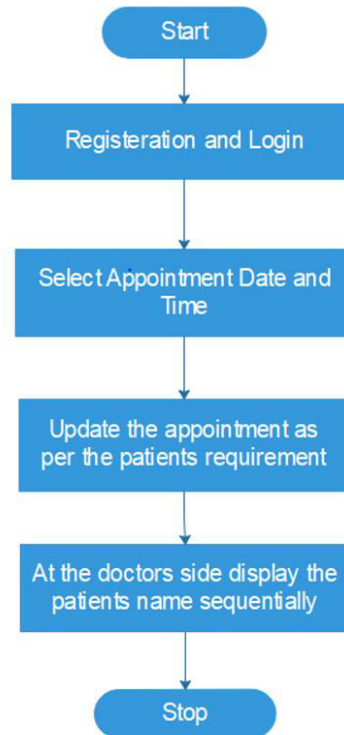 Start
Registeration and Login
Select Appointment Date and
Time
Update the appointment as
per the patients requirement
At the doctors side display the
patients name sequentially
Stop